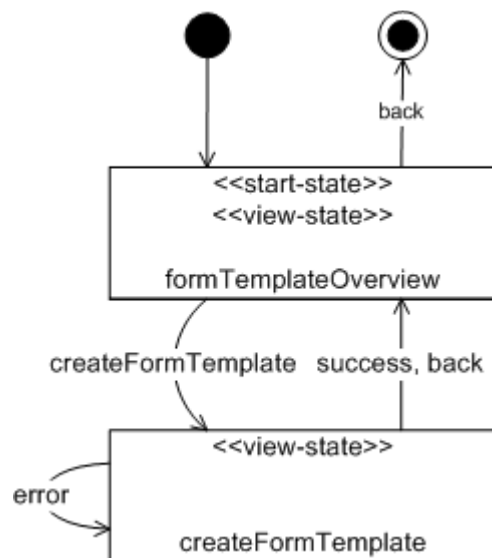 back
<<start-state>>
<<view-state>>
formTemplateOverview
createFormTemplate
success, back
<<view-state>>
error
createFormTemplate